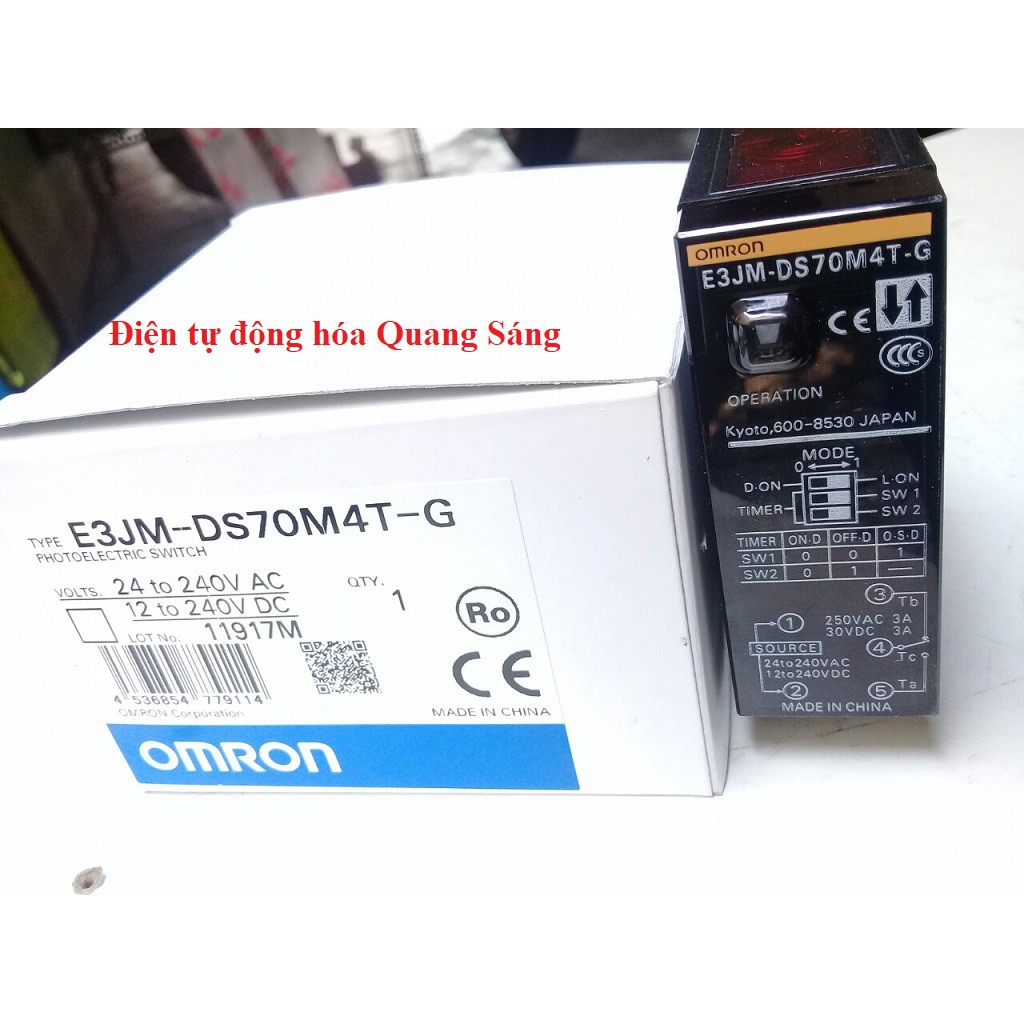 Điện tự động hóa Quang Sáng
TYPE E3JM-DS70M4T-G
PHOTOELECTRIC SWITCH
VOLTS. 24 to 240V AC
12 to 240V DC
QTY. 1
LOT No. 11917M
4 536854 779114
OMRON Corporation
Ro
CE
MADE IN CHINA
OMRON
OMRON
E3JM-DS70M4T-G
CE
CCC S
OPERATION
Kyoto,600-8530 JAPAN
MODE
0 1
D·ON L·ON
SW 1
TIMER SW 2
TIMER ON·D OFF·D O·S·D
SW1 0 0 1
SW2 0 1 —
3 Tb
1 250VAC 3A
30VDC 3A
SOURCE 4 Tc
24to240VAC
12to240VDC
2 5 Ta
MADE IN CHINA